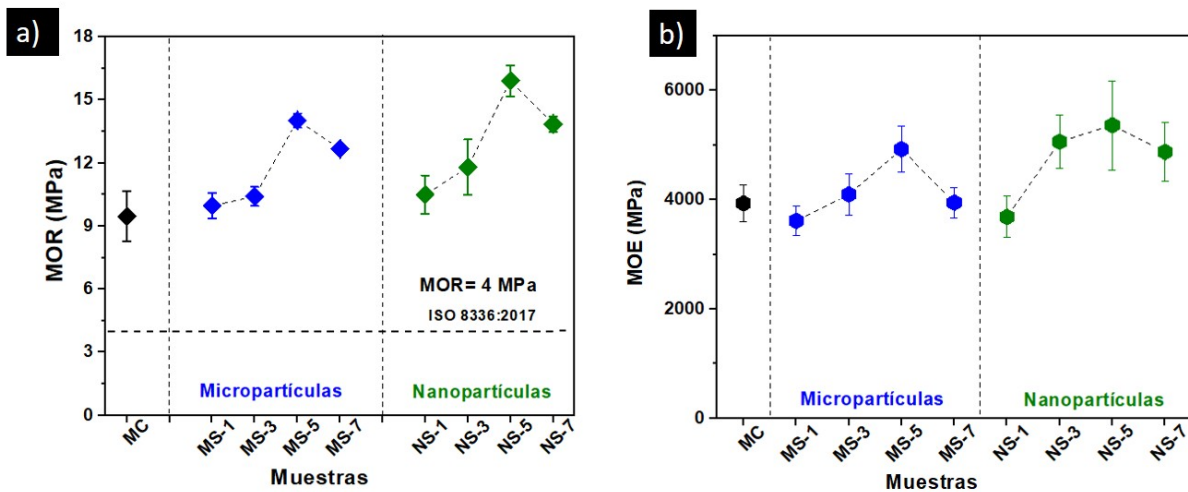 a)
MOR (MPa)
18
15
12
9
6
3
0
MOR= 4 MPa
ISO 8336:2017
Micropartículas
Nanopartículas
MC
MS-1
MS-3
MS-5
MS-7
NS-1
NS-3
NS-5
NS-7
Muestras
b)
MOE (MPa)
6000
4000
2000
0
Micropartículas
Nanopartículas
MC
MS-1
MS-3
MS-5
MS-7
NS-1
NS-3
NS-5
NS-7
Muestras